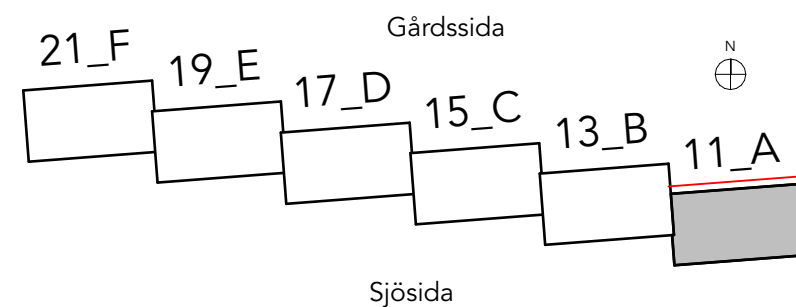 Gårdssida
21_F
19_E
17_D
15_C
13_B
11_A
N
Sjösida